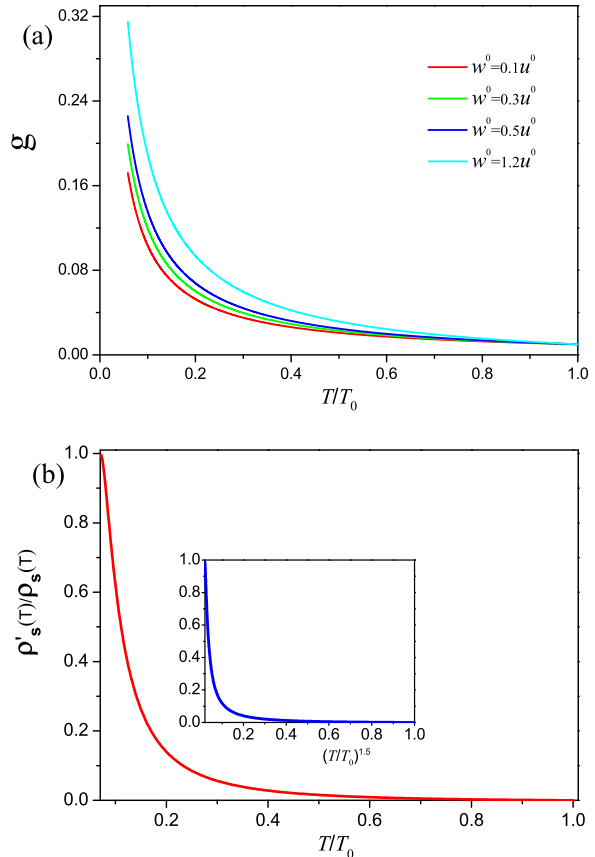 (a)
0.32
0.24
0.16
0.08
0.00
g
w⁰=0.1u⁰
w⁰=0.3u⁰
w⁰=0.5u⁰
w⁰=1.2u⁰
0.0 0.2 0.4 0.6 0.8 1.0
T/T₀
(b)
1.0
0.8
0.6
0.4
0.2
0.0
ρ'ₛ(T)/ρₛ(T)
1.0
0.8
0.6
0.4
0.2
0.0
0.2 0.4 0.6 0.8 1.0
(T/T₀)¹·⁵
0.2 0.4 0.6 0.8 1.0
T/T₀